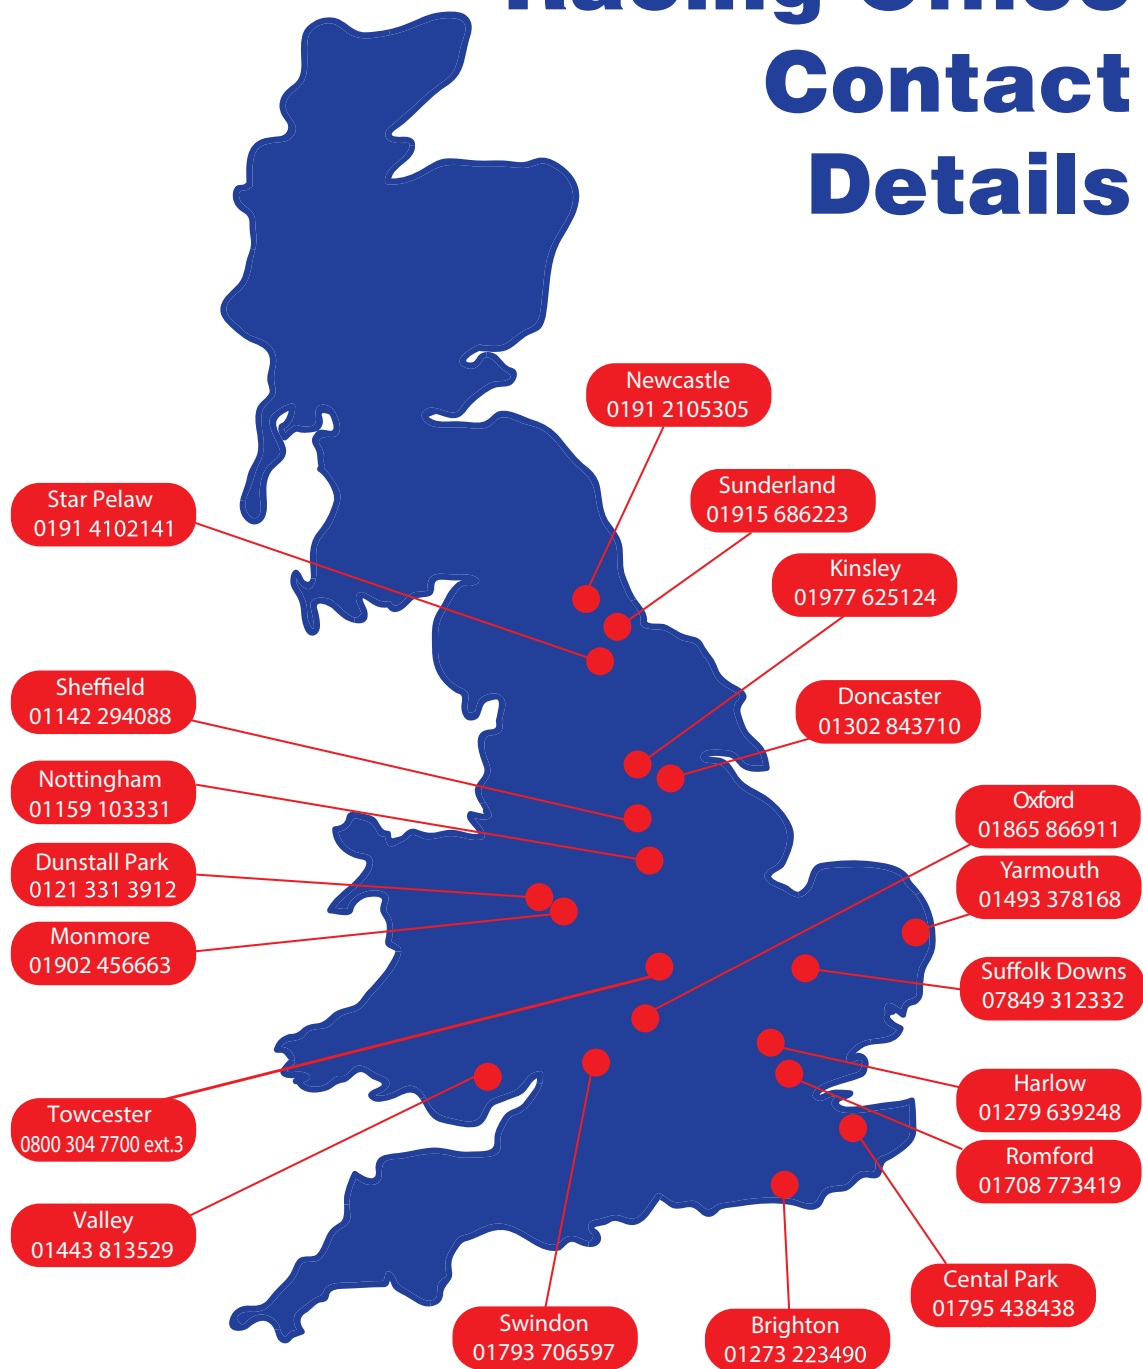 Racing Office
Contact
Details
Newcastle
0191 2105305
Sunderland
01915 686223
Star Pelaw
0191 4102141
Kinsley
01977 625124
Sheffield
01142 294088
Doncaster
01302 843710
Nottingham
01159 103331
Oxford
01865 866911
Dunstall Park
0121 331 3912
Yarmouth
01493 378168
Monmore
01902 456663
Suffolk Downs
07849 312332
Harlow
01279 639248
Towcester
0800 304 7700 ext.3
Romford
01708 773419
Valley
01443 813529
Cental Park
01795 438438
Swindon
01793 706597
Brighton
01273 223490